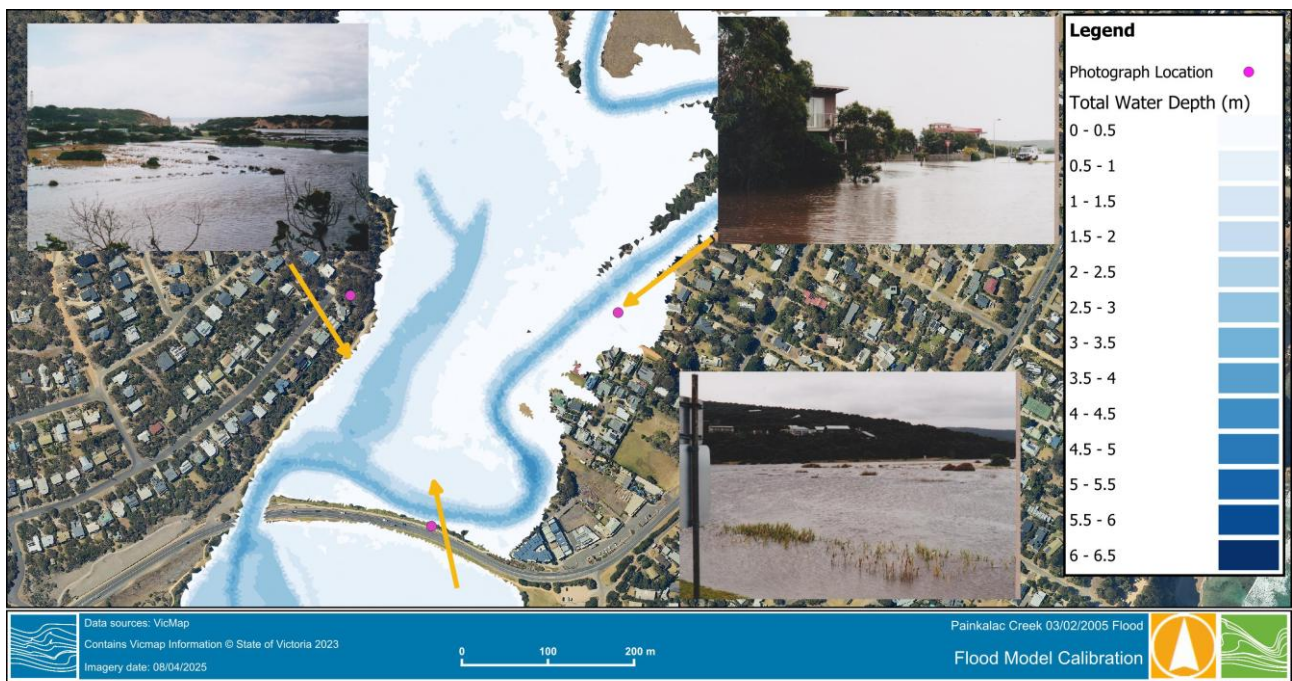 Legend
Photograph Location
Total Water Depth (m)
0 - 0.5
0.5 - 1
1 - 1.5
1.5 - 2
2 - 2.5
2.5 - 3
3 - 3.5
3.5 - 4
4 - 4.5
4.5 - 5
5 - 5.5
5.5 - 6
6 - 6.5
Data sources: VicMap
Contains Vicmap Information © State of Victoria 2023
Imagery date: 08/04/2025
0 100 200 m
Painkalac Creek 03/02/2005 Flood
Flood Model Calibration